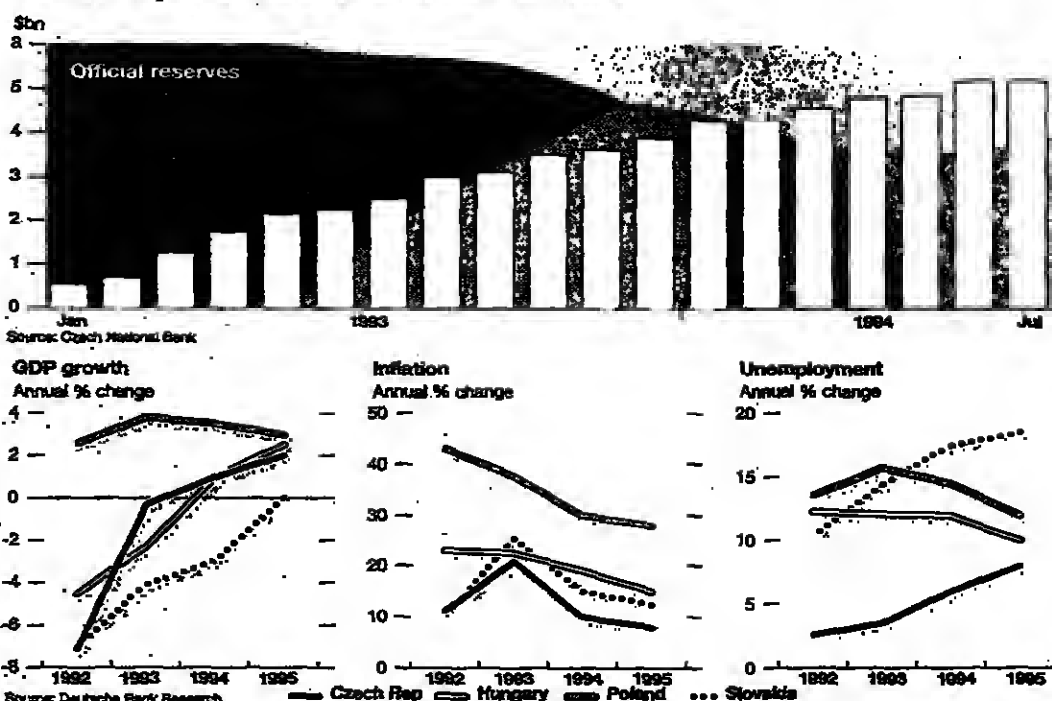 $bn
Official reserves
6
5
4
3
2
1
0
Jan 1993 1994 Jul
Source: Czech National Bank
GDP growth
Annual % change
4
2
0
-2
-4
-6
-8
1992 1993 1994 1995
Source: Deutsche Bank Research
Inflation
Annual % change
50
40
30
20
10
0
1992 1993 1994 1995
Unemployment
Annual % change
20
15
10
5
0
1992 1993 1994 1995
Czech Rep Hungary Poland Slovakia